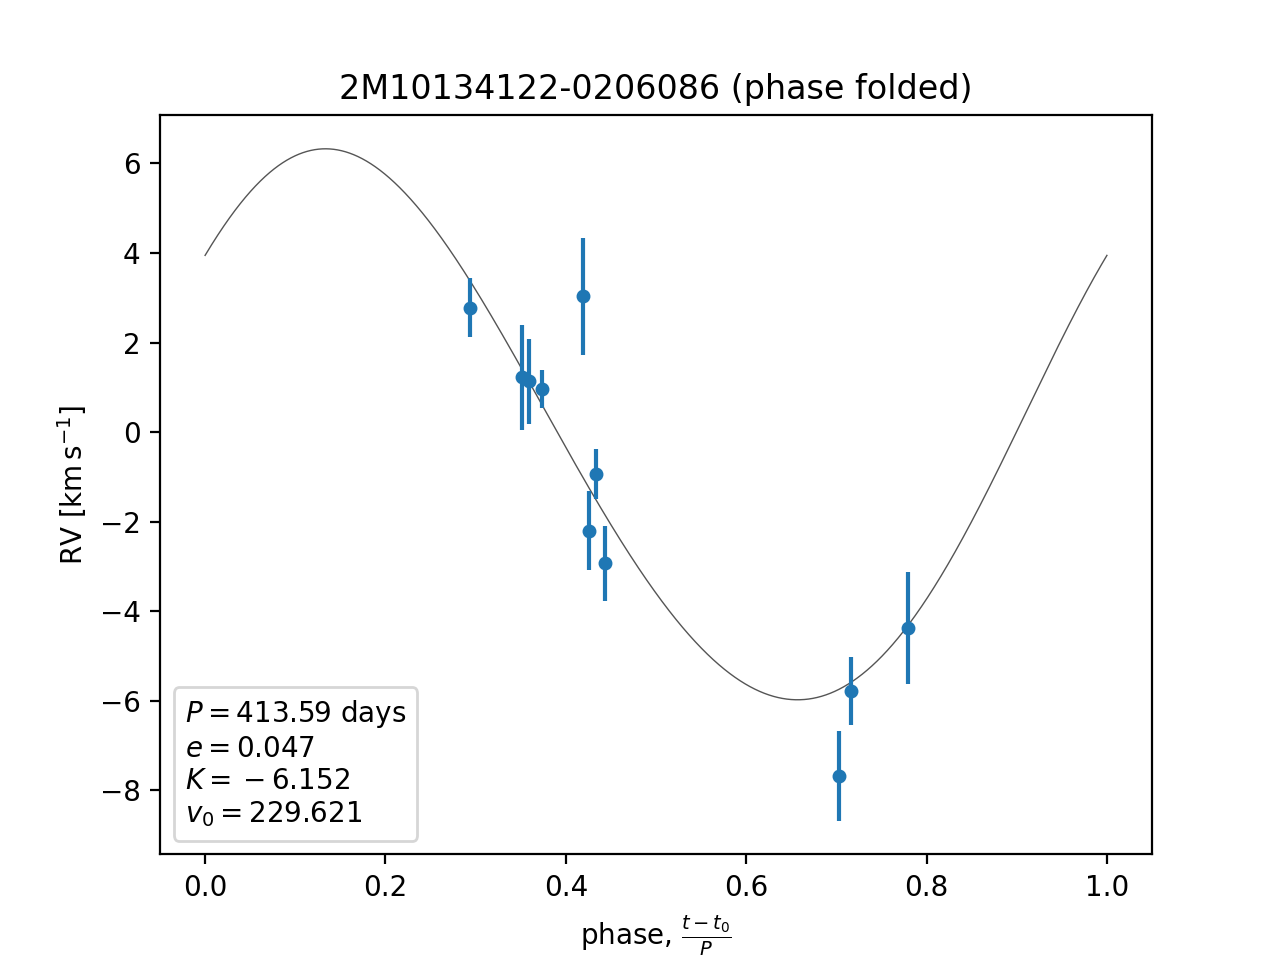 2M10134122-0206086 (phase folded)
6
4
2
0
−2
−4
−6
−8
RV [km s⁻¹]
P = 413.59 days
e = 0.047
K = −6.152
v₀ = 229.621
0.0 0.2 0.4 0.6 0.8 1.0
phase, (t − t₀)/P